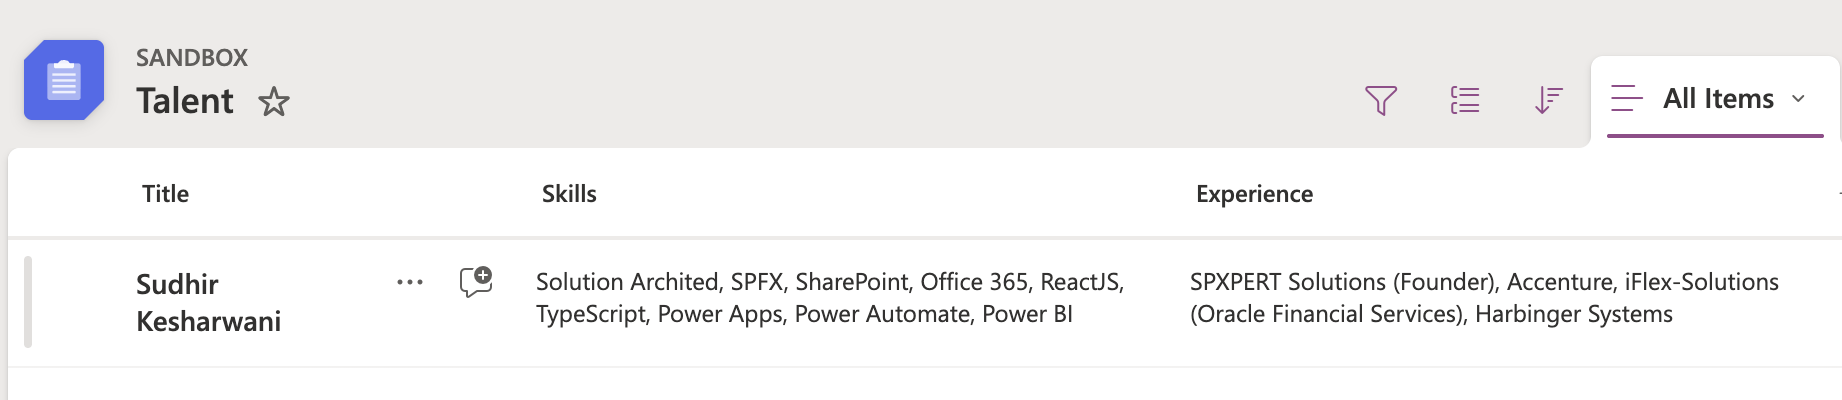 SANDBOX
Talent
All Items
Title Skills Experience
Sudhir
Kesharwani
Solution Archited, SPFX, SharePoint, Office 365, ReactJS,
TypeScript, Power Apps, Power Automate, Power BI
SPXPERT Solutions (Founder), Accenture, iFlex-Solutions
(Oracle Financial Services), Harbinger Systems